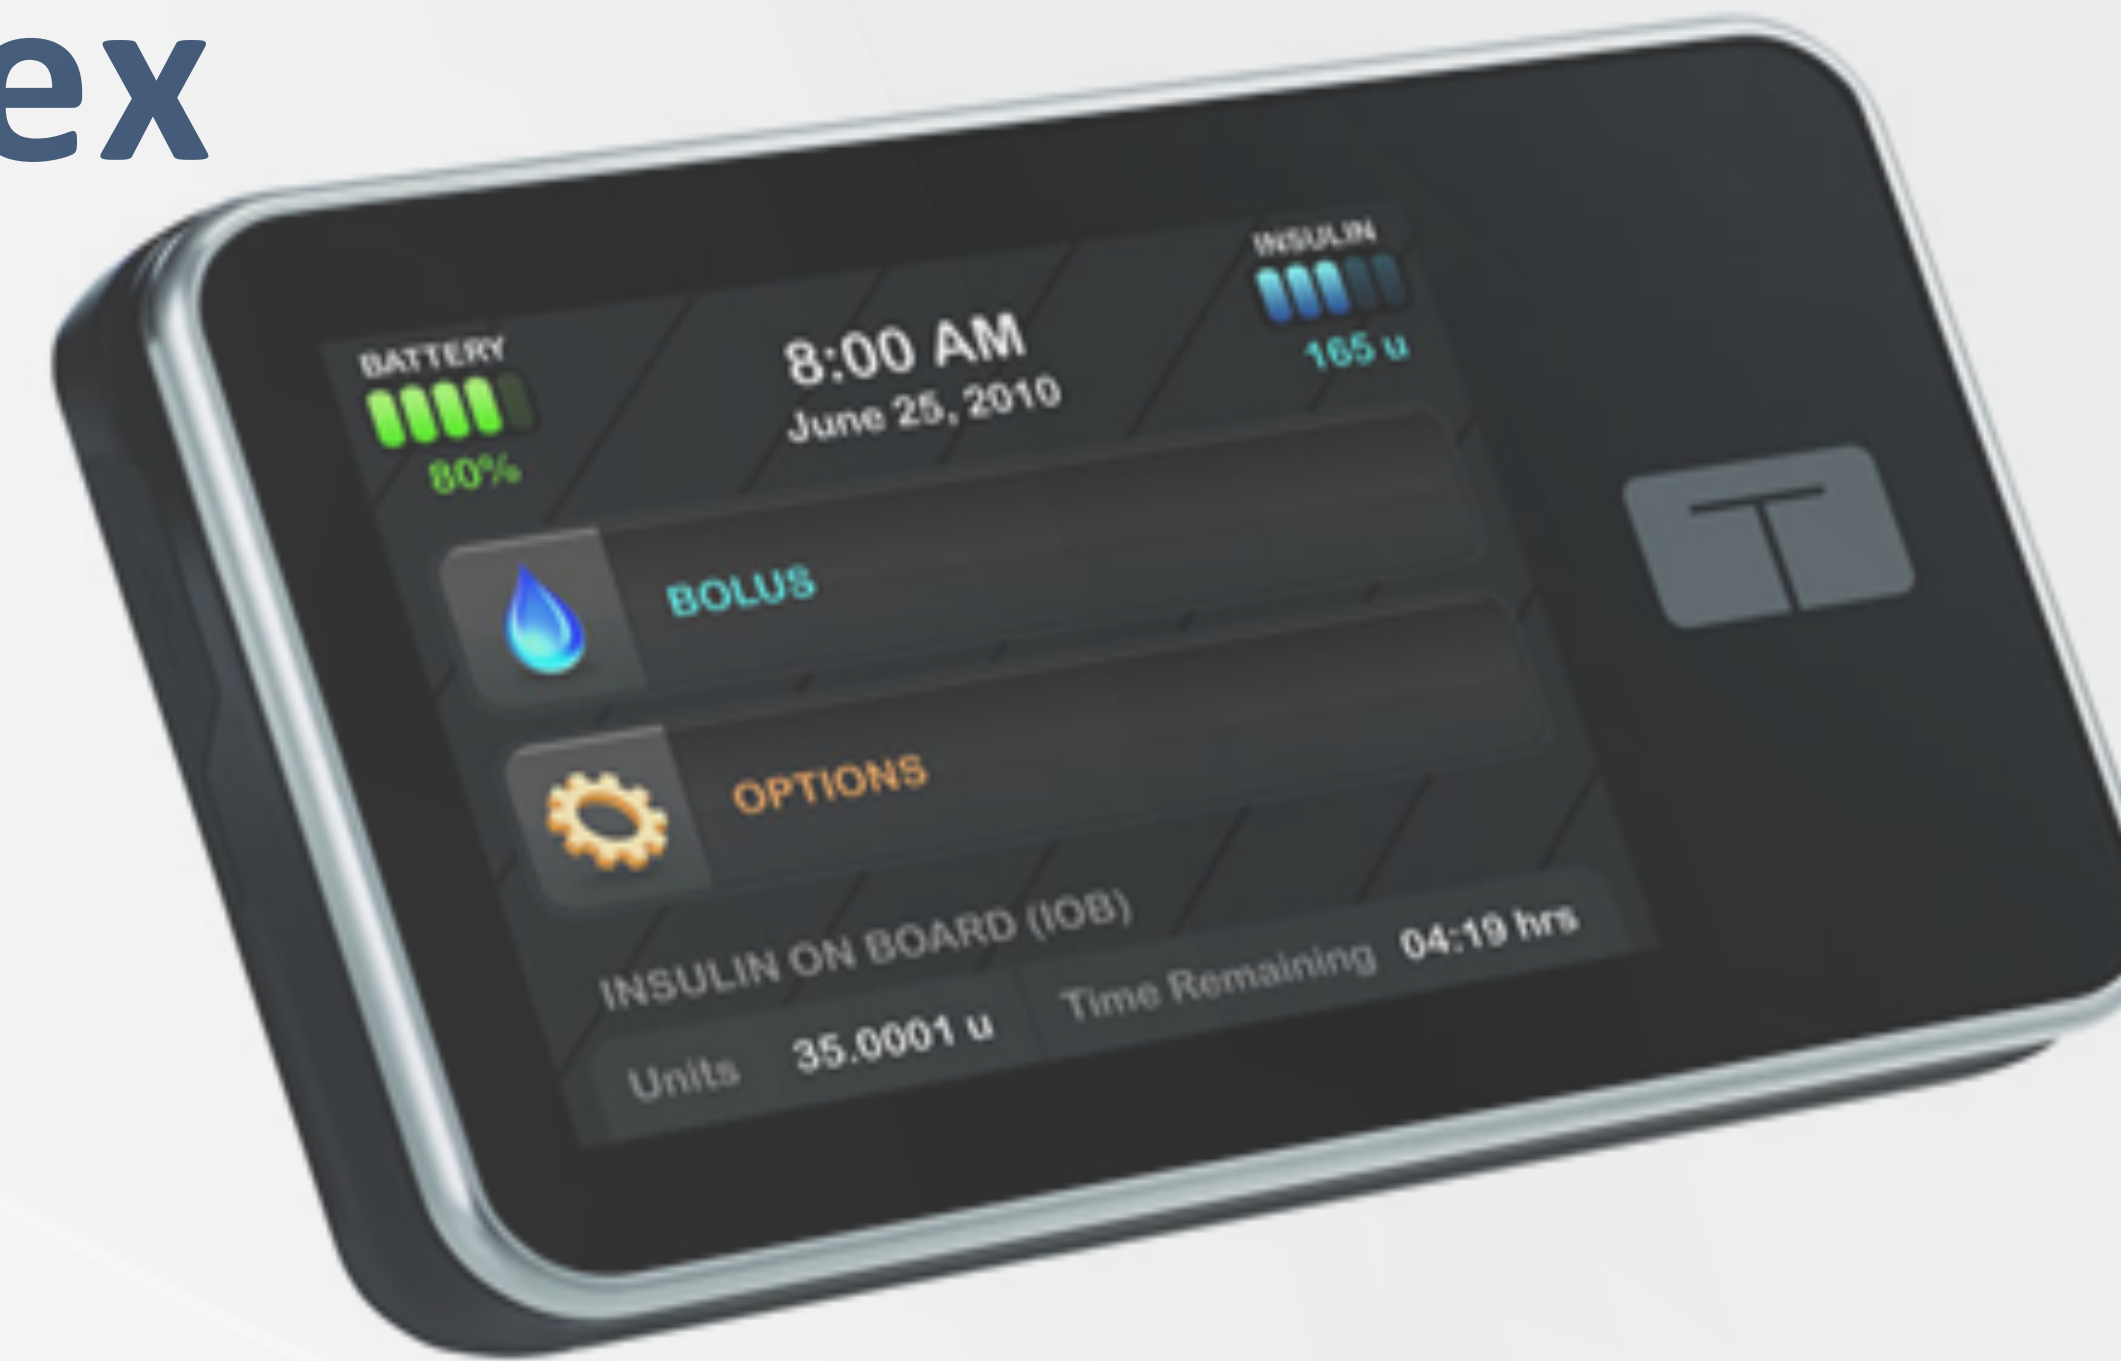 ex
BATTERY
80%
8:00 AM
June 25, 2010
INSULIN
165 u
BOLUS
OPTIONS
INSULIN ON BOARD (IOB)
Units 35.0001 u Time Remaining 04:19 hrs
T